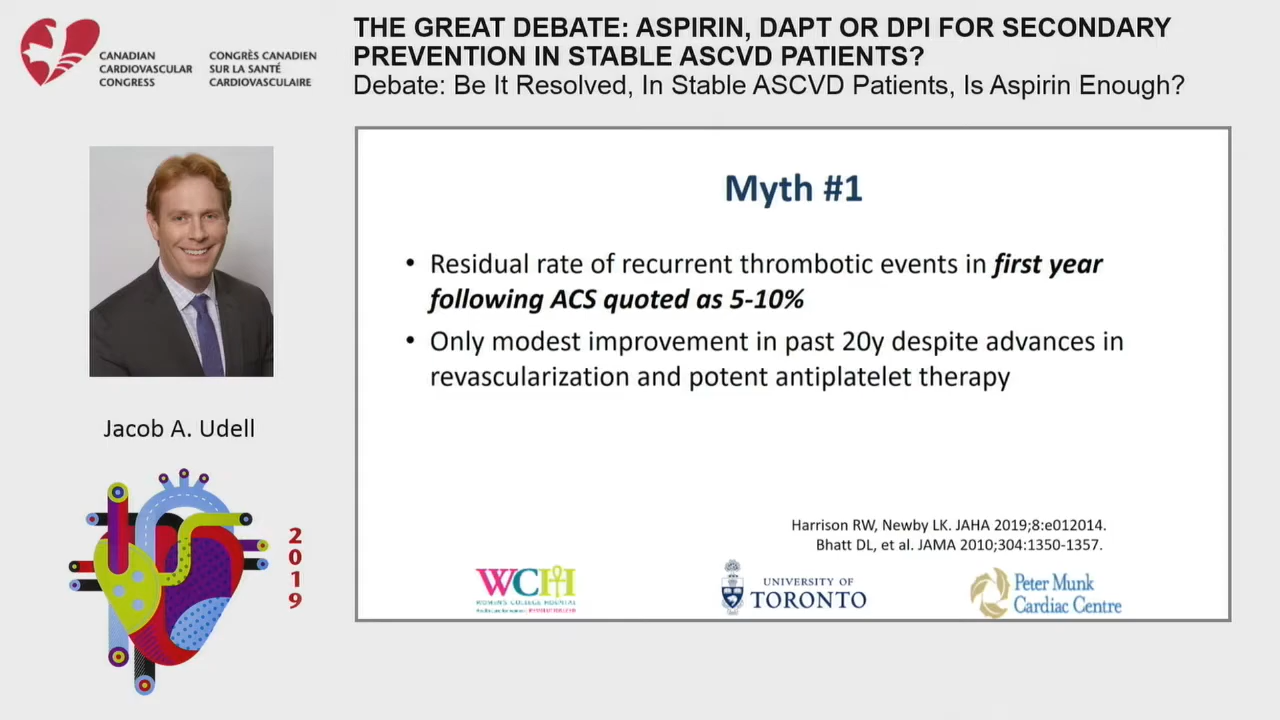 CANADIAN
CARDIOVASCULAR
CONGRESS
CONGRÈS CANADIEN
SUR LA SANTÉ
CARDIOVASCULAIRE
THE GREAT DEBATE: ASPIRIN, DAPT OR DPI FOR SECONDARY
PREVENTION IN STABLE ASCVD PATIENTS?
Debate: Be It Resolved, In Stable ASCVD Patients, Is Aspirin Enough?
Jacob A. Udell
2019
Myth #1
• Residual rate of recurrent thrombotic events in first year
following ACS quoted as 5-10%
• Only modest improvement in past 20y despite advances in
revascularization and potent antiplatelet therapy
Harrison RW, Newby LK. JAHA 2019;8:e012014.
Bhatt DL, et al. JAMA 2010;304:1350-1357.
WCH
WOMEN'S COLLEGE HOSPITAL
UNIVERSITY OF
TORONTO
Peter Munk
Cardiac Centre